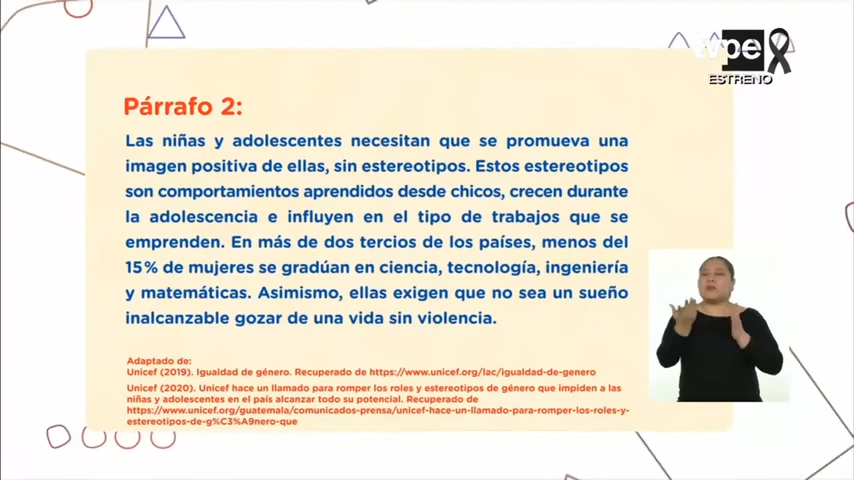 tvpe
ESTRENO
Párrafo 2:
Las niñas y adolescentes necesitan que se promueva una
imagen positiva de ellas, sin estereotipos. Estos estereotipos
son comportamientos aprendidos desde chicos, crecen durante
la adolescencia e influyen en el tipo de trabajos que se
emprenden. En más de dos tercios de los países, menos del
15% de mujeres se gradúan en ciencia, tecnología, ingeniería
y matemáticas. Asimismo, ellas exigen que no sea un sueño
inalcanzable gozar de una vida sin violencia.
Adaptado de:
Unicef (2019). Igualdad de género. Recuperado de https://www.unicef.org/lac/igualdad-de-genero
Unicef (2020). Unicef hace un llamado para romper los roles y estereotipos de género que impiden a las
niñas y adolescentes en el país alcanzar todo su potencial. Recuperado de
https://www.unicef.org/guatemala/comunicados-prensa/unicef-hace-un-llamado-para-romper-los-roles-y-
estereotipos-de-g%C3%A9nero-que